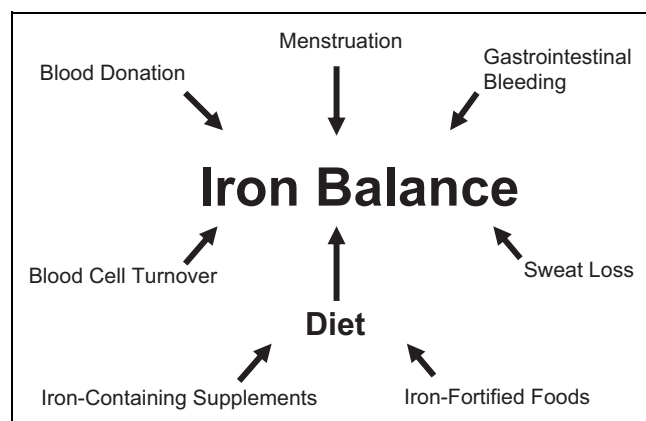 Menstruation
Blood Donation
Gastrointestinal
Bleeding
Iron Balance
Blood Cell Turnover
Sweat Loss
Diet
Iron-Containing Supplements
Iron-Fortified Foods